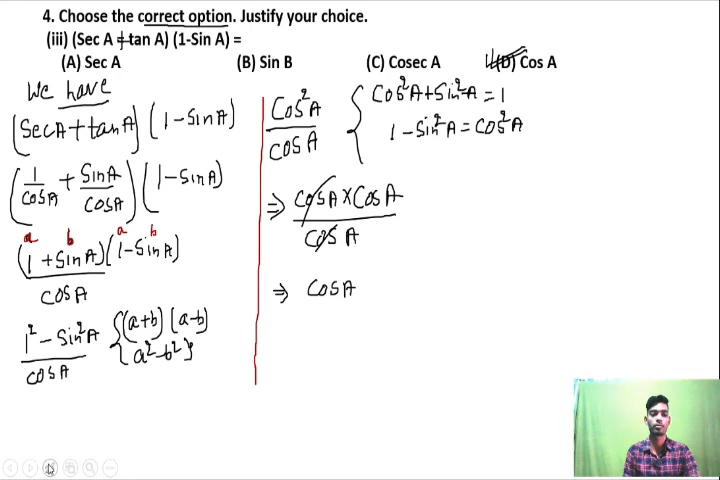 4. Choose the correct option. Justify your choice.
(iii) (Sec A + tan A) (1-Sin A) =
(A) Sec A (B) Sin B (C) Cosec A (D) Cos A
We have
(SecA + tanA) (1 - SinA)
(1/COSA + SinA/COSA) (1 - SinA)
a b a b
(1 + SinA) (1 - SinA)
COSA
1² - Sin²A / COSA {(a+b) (a-b)
{a² - b²}
COS²A / COSA { COS²A + Sin²A = 1
1 - Sin²A = COS²A
⇒ COSA × COSA
COSA
⇒ COSA